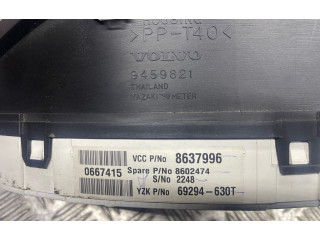 HOUSING
>PP-T40<
VOLVO
9459821
THAILAND
YAZAKI METER
VCC P/No 8637996
0667415 Spare P/No 8602474
S/No 2248
YZK P/No 69294-630T